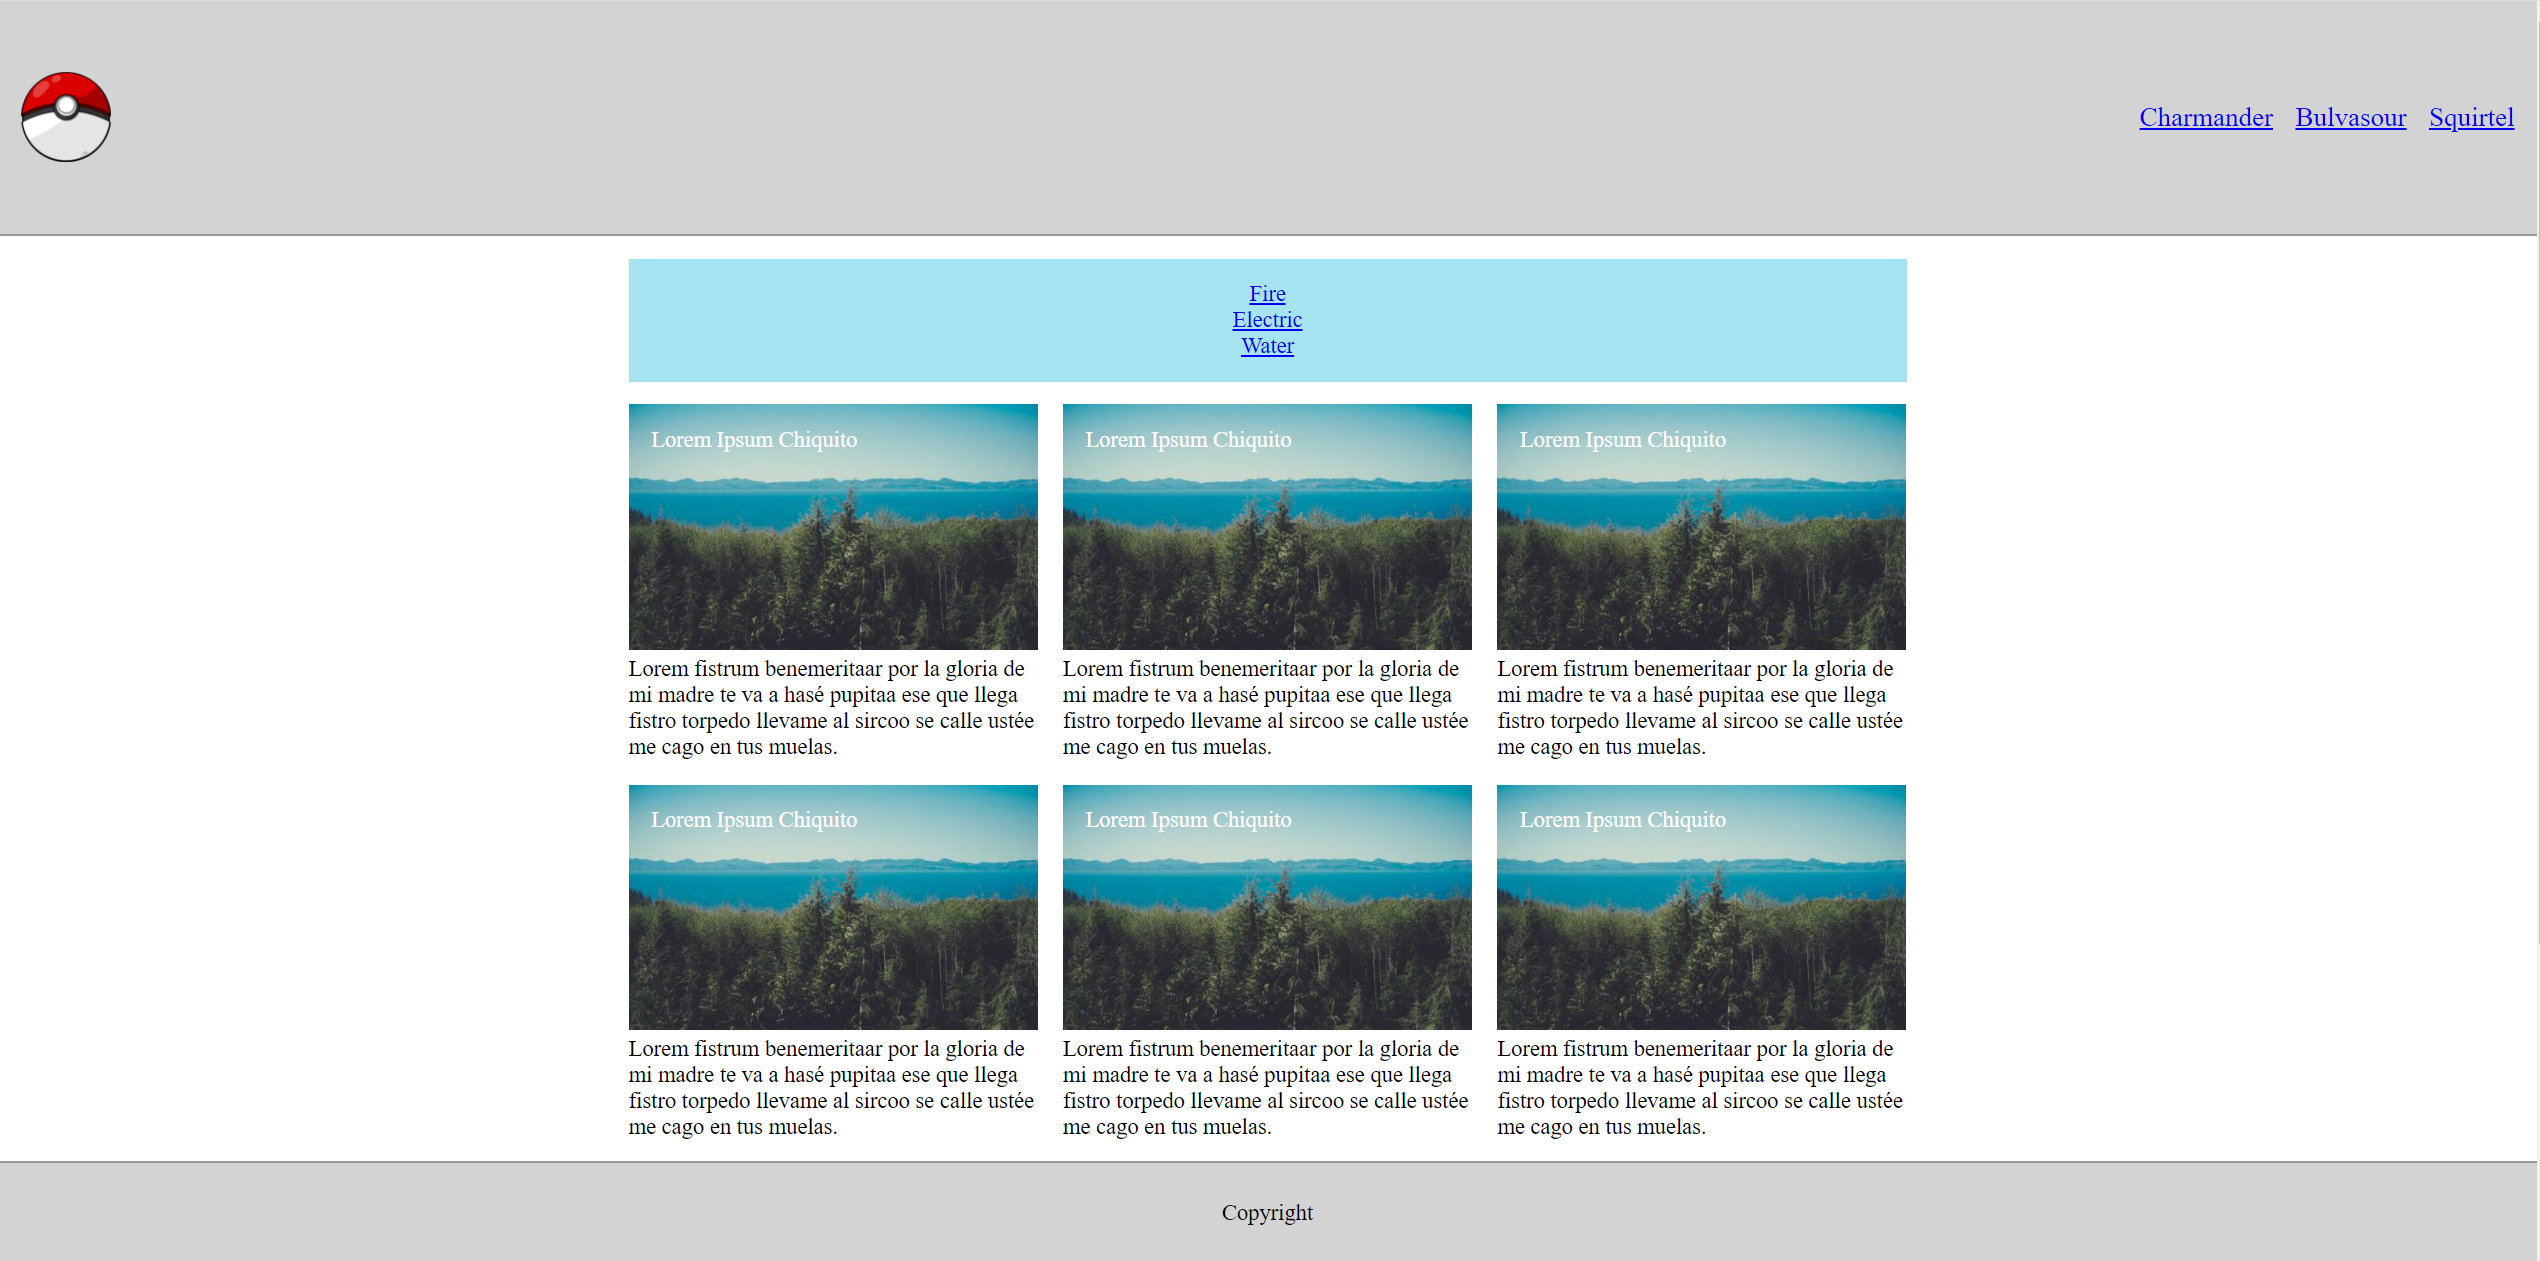 Charmander Bulvasour Squirtel
Fire
Electric
Water
Lorem Ipsum Chiquito
Lorem fistrum benemeritaar por la gloria de
mi madre te va a hasé pupitaa ese que llega
fistro torpedo llevame al sircoo se calle ustée
me cago en tus muelas.
Lorem Ipsum Chiquito
Lorem fistrum benemeritaar por la gloria de
mi madre te va a hasé pupitaa ese que llega
fistro torpedo llevame al sircoo se calle ustée
me cago en tus muelas.
Lorem Ipsum Chiquito
Lorem fistrum benemeritaar por la gloria de
mi madre te va a hasé pupitaa ese que llega
fistro torpedo llevame al sircoo se calle ustée
me cago en tus muelas.
Lorem Ipsum Chiquito
Lorem fistrum benemeritaar por la gloria de
mi madre te va a hasé pupitaa ese que llega
fistro torpedo llevame al sircoo se calle ustée
me cago en tus muelas.
Lorem Ipsum Chiquito
Lorem fistrum benemeritaar por la gloria de
mi madre te va a hasé pupitaa ese que llega
fistro torpedo llevame al sircoo se calle ustée
me cago en tus muelas.
Lorem Ipsum Chiquito
Lorem fistrum benemeritaar por la gloria de
mi madre te va a hasé pupitaa ese que llega
fistro torpedo llevame al sircoo se calle ustée
me cago en tus muelas.
Copyright